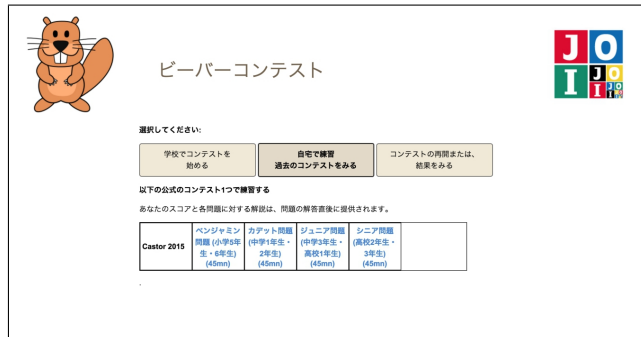 ビーバーコンテスト
JO
I JO
I JO
I IOI
選択してください:
学校でコンテストを
始める
自宅で練習
過去のコンテストをみる
コンテストの再開または、
結果をみる
以下の公式のコンテスト1つで練習する
あなたのスコアと各問題に対する解説は、問題の解答直後に提供されます。
Castor 2015
ベンジャミン
問題 (小学5年
生・6年生)
(45mn)
カデット問題
(中学1年生・
2年生)
(45mn)
ジュニア問題
(中学3年生・
高校1年生)
(45mn)
シニア問題
(高校2年生・
3年生)
(45mn)
.